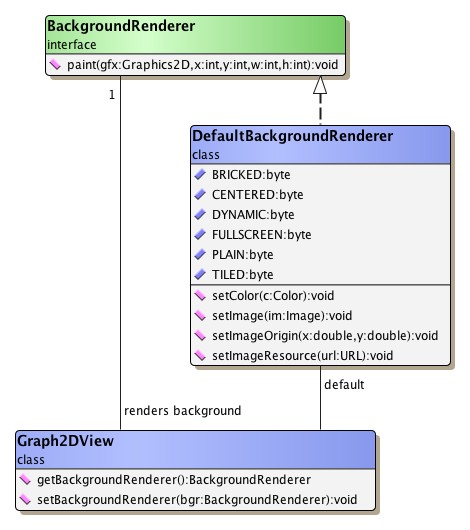 BackgroundRenderer
interface
paint(gfx:Graphics2D,x:int,y:int,w:int,h:int):void
1
DefaultBackgroundRenderer
class
BRICKED:byte
CENTERED:byte
DYNAMIC:byte
FULLSCREEN:byte
PLAIN:byte
TILED:byte
setColor(c:Color):void
setImage(im:Image):void
setImageOrigin(x:double,y:double):void
setImageResource(url:URL):void
default
renders background
Graph2DView
class
getBackgroundRenderer():BackgroundRenderer
setBackgroundRenderer(bgr:BackgroundRenderer):void